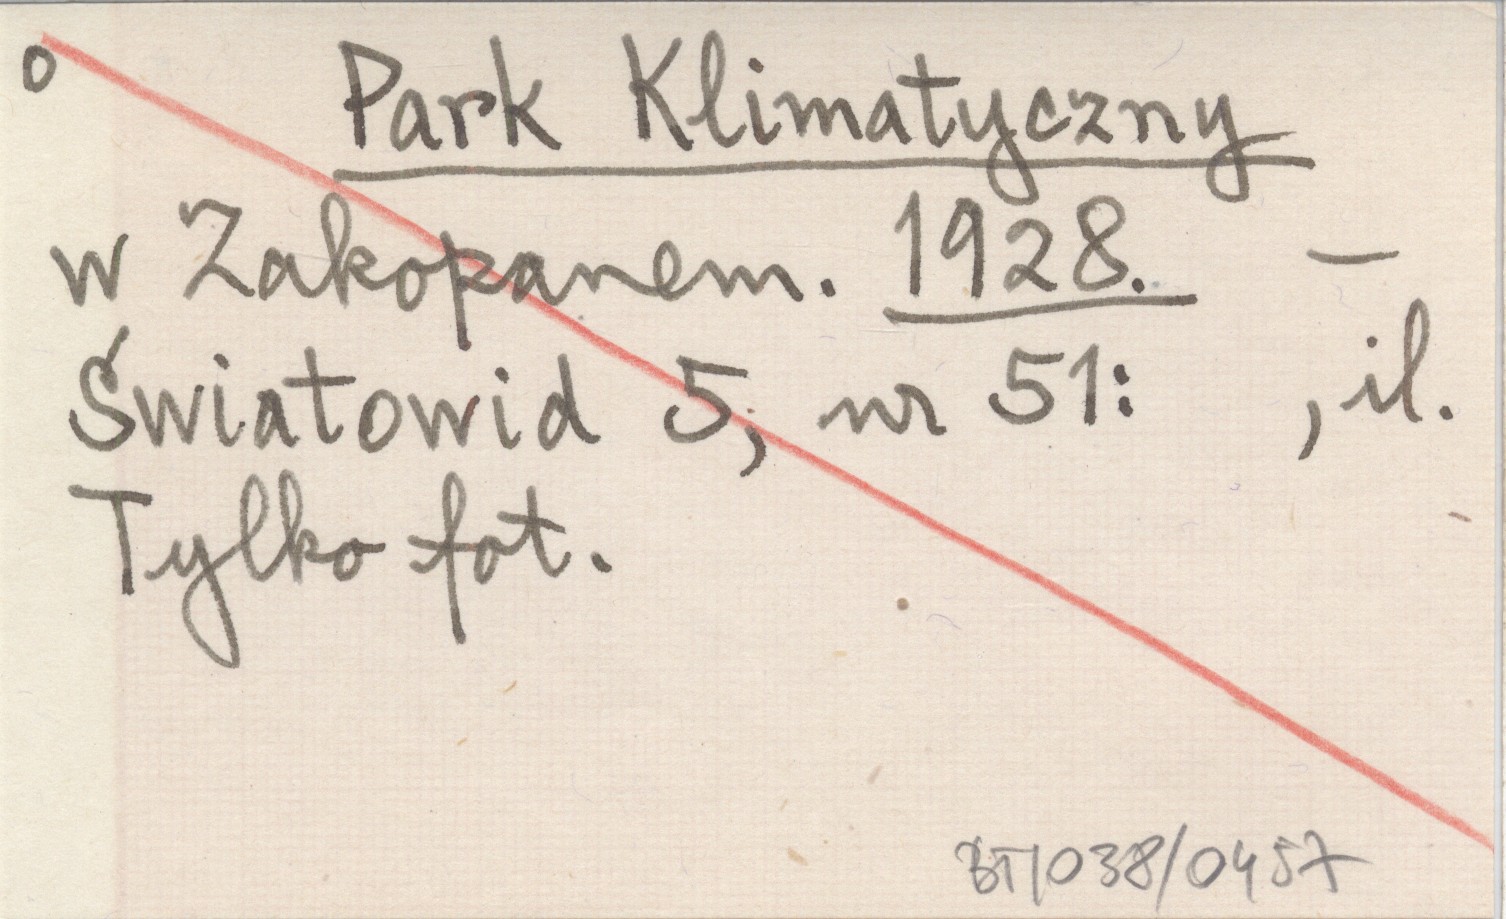 o Park Klimatyczny
w Zakopanem. 1928. —
Światowid 5, nr 51: , il.
Tylko fot.
BT/038/0457